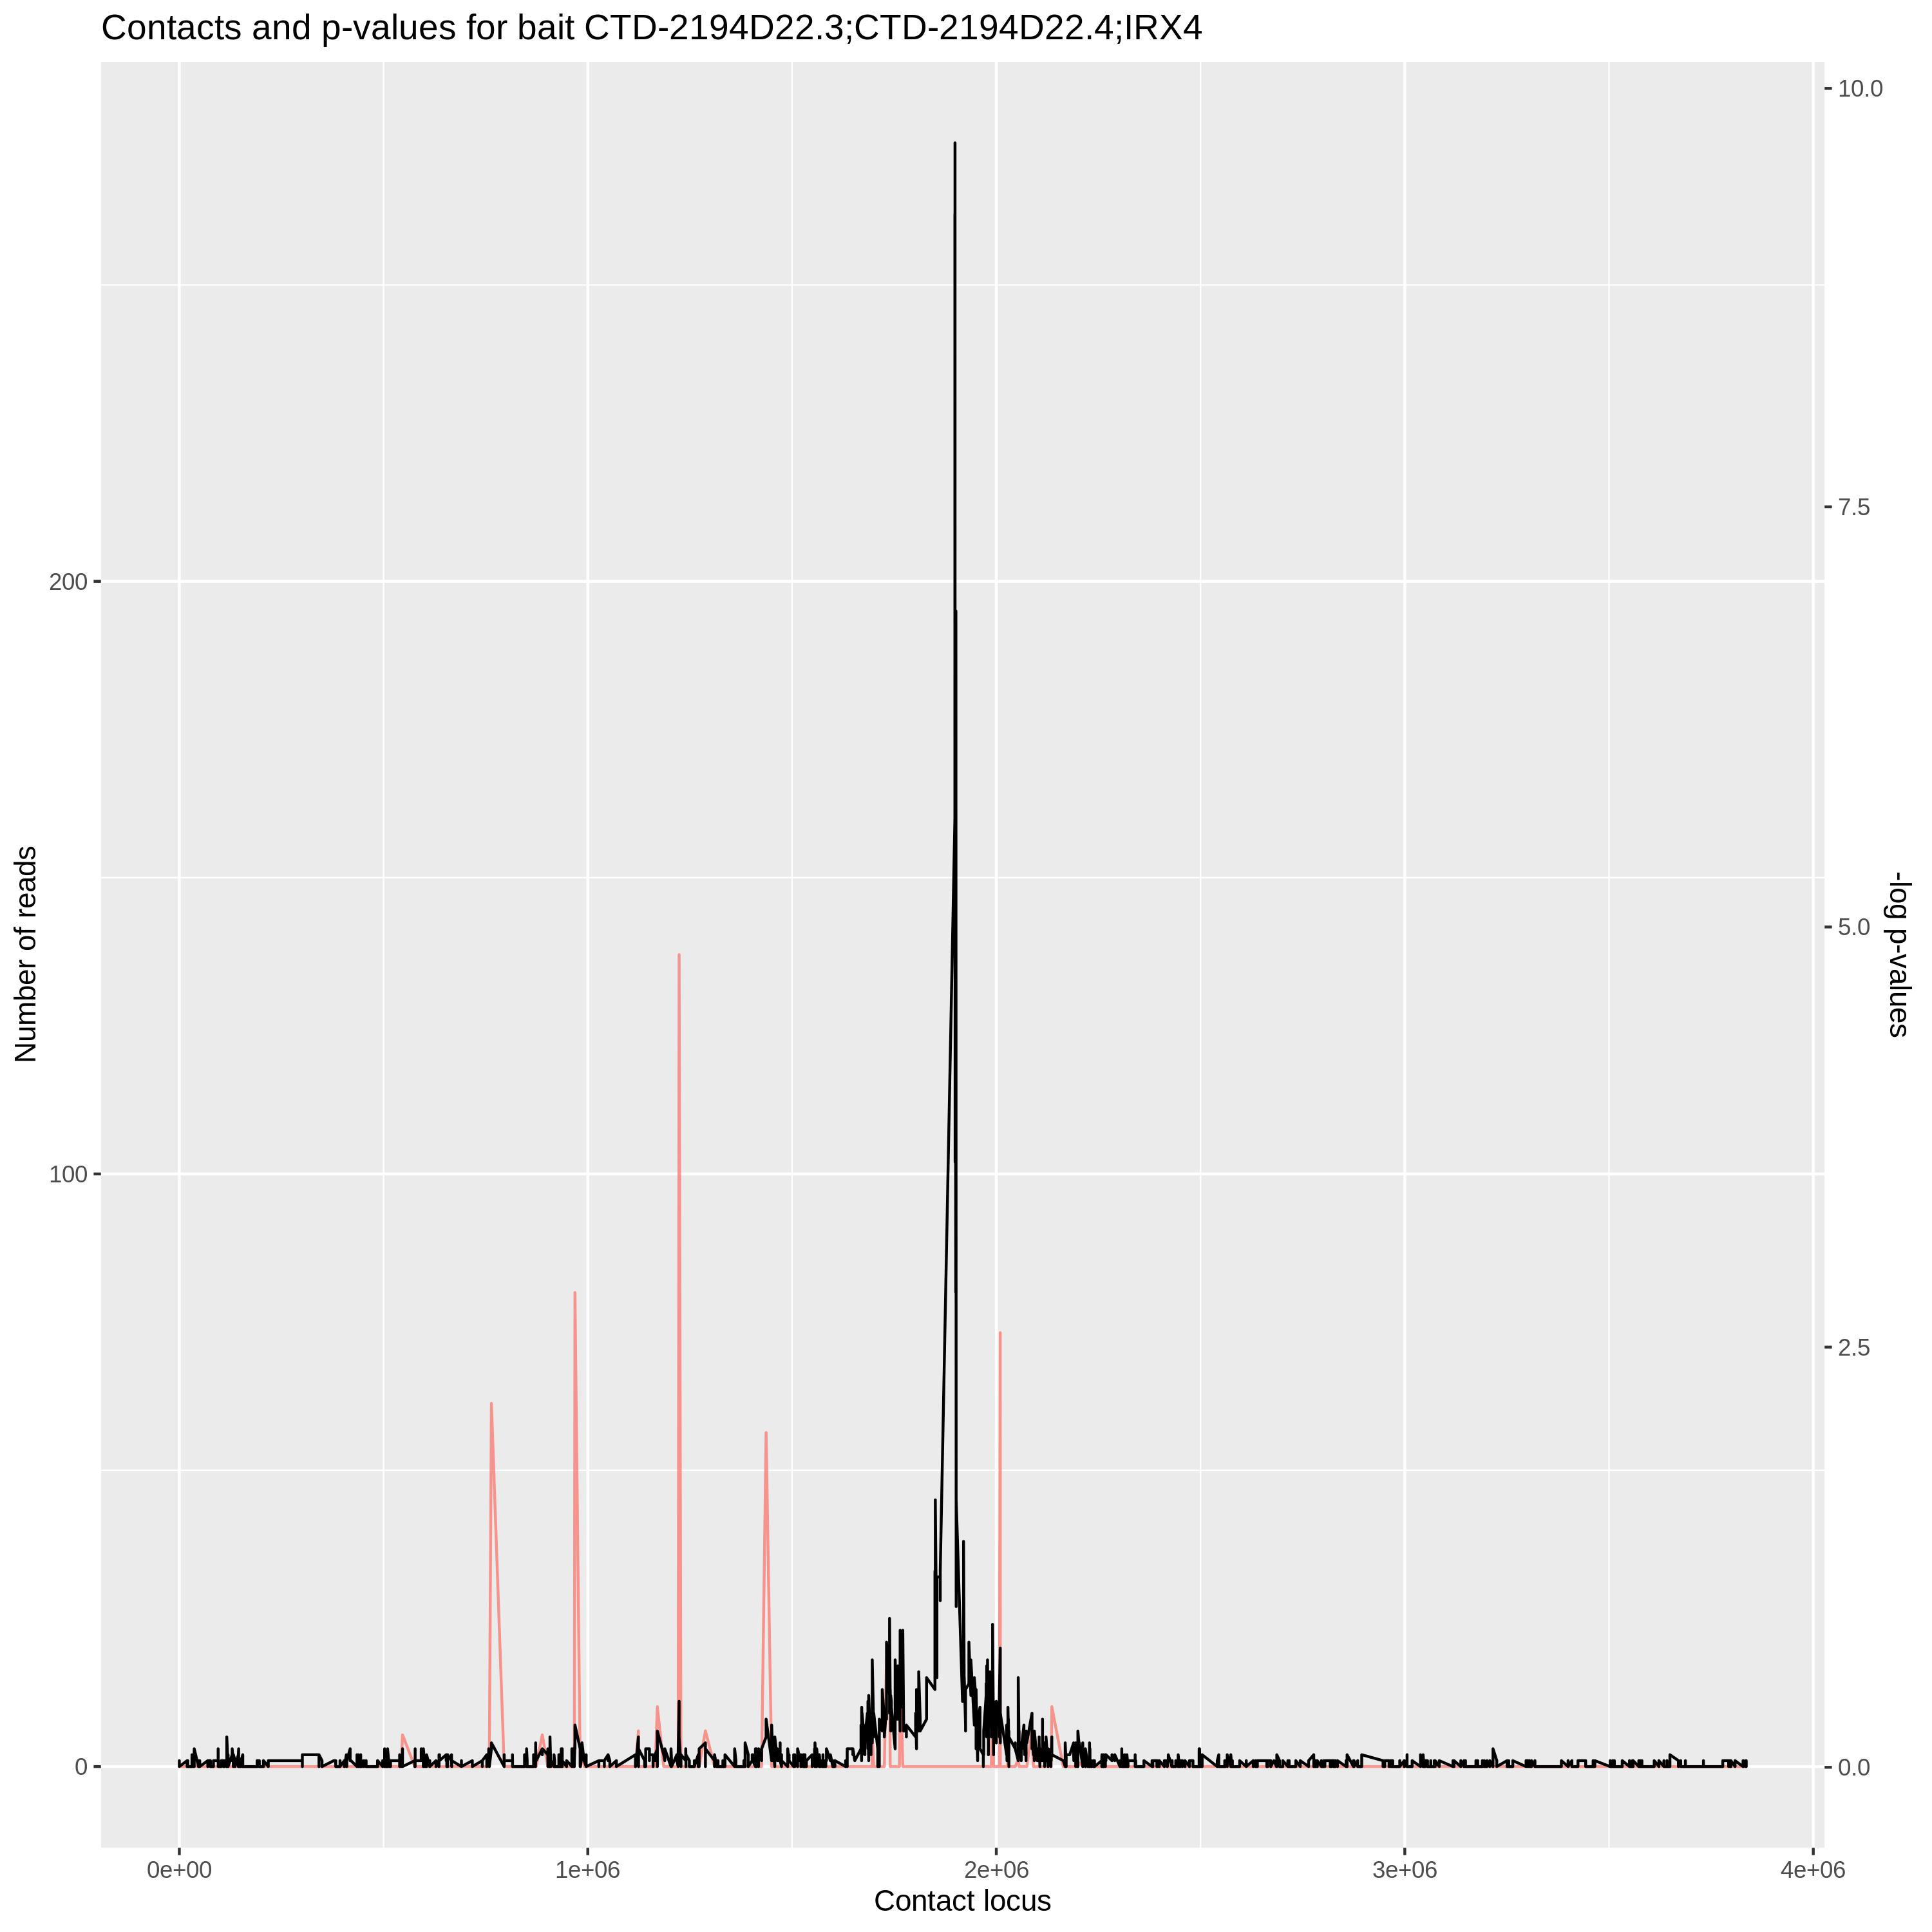 Contacts and p-values for bait CTD-2194D22.3;CTD-2194D22.4;IRX4
Number of reads
200
100
0
10.0
7.5
5.0
2.5
0.0
-log p-values
0e+00
1e+06
2e+06
3e+06
4e+06
Contact locus